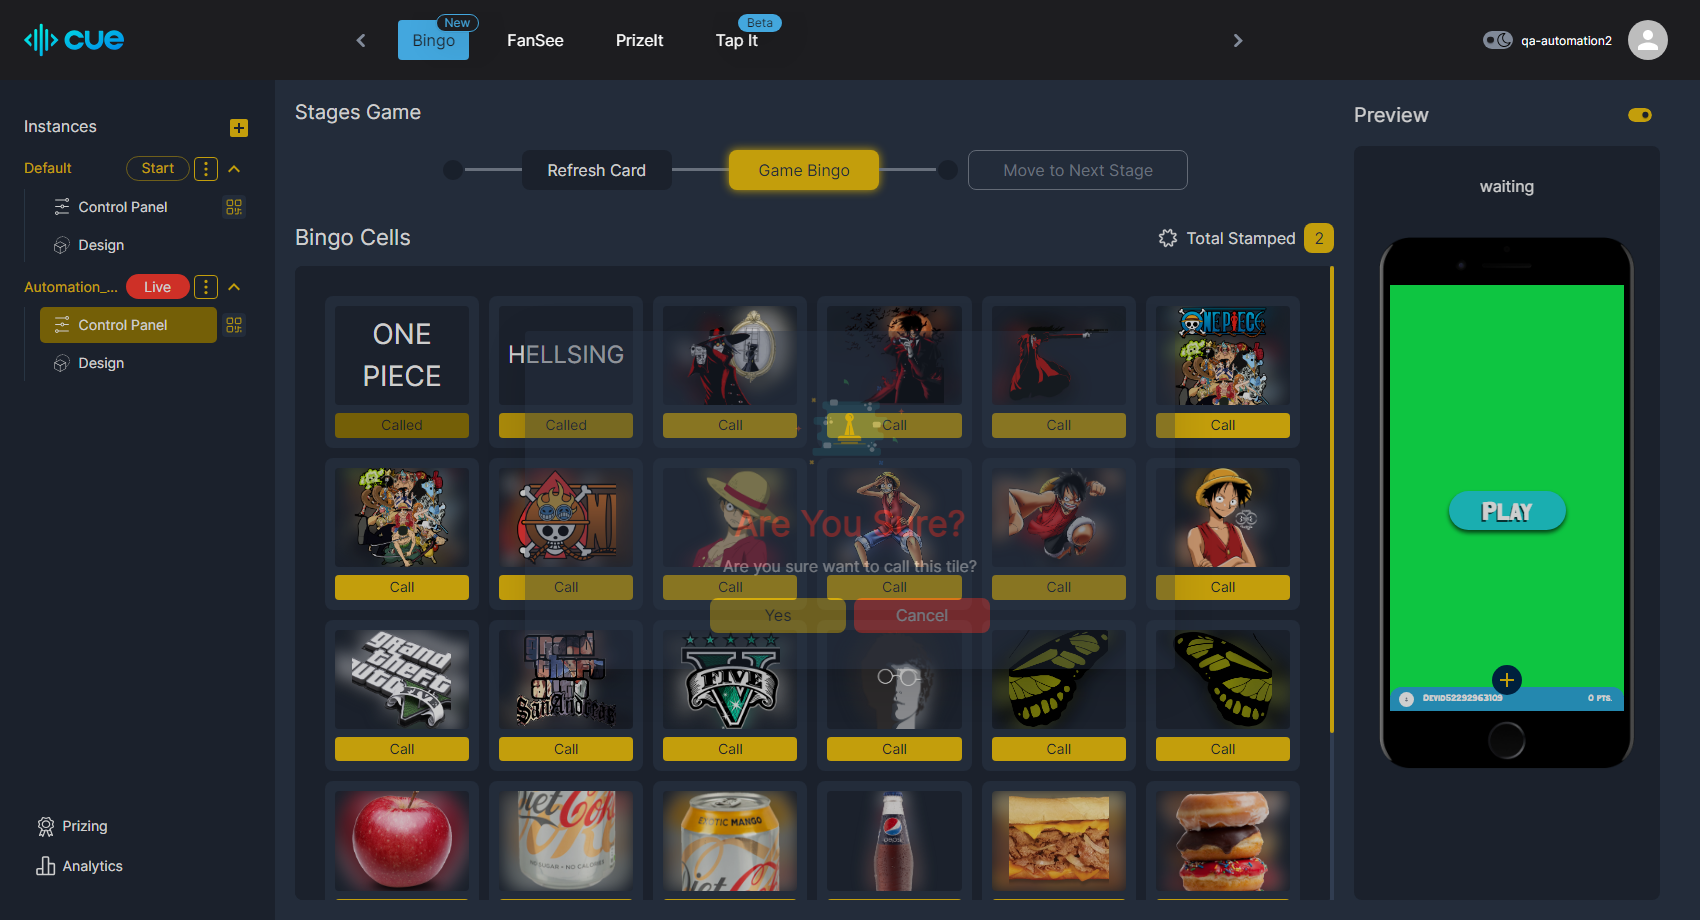 cue
Bingo
New
FanSee
PrizeIt
Tap It
Beta
qa-automation2
Instances
Default
Start
Control Panel
Design
Automation_...
Live
Control Panel
Design
Prizing
Analytics
Stages Game
Refresh Card
Game Bingo
Move to Next Stage
Bingo Cells
Total Stamped
2
ONE
PIECE
HELLSING
ONE PIECE
Called
Called
Call
Call
Call
Call
Call
Call
Call
Call
Call
Call
Are You Sure?
Are you sure want to call this tile?
Yes
Cancel
grand
theft
auto
FIVE
grand
theft
auto
San Andreas
V
FIVE
Call
Call
Call
Call
Call
Call
Diet Coke
NO SUGAR • NO CALORIES
EXOTIC MANGO
Diet Coke
pepsi
Preview
waiting
PLAY
DEVID52292963109
0 PTS.